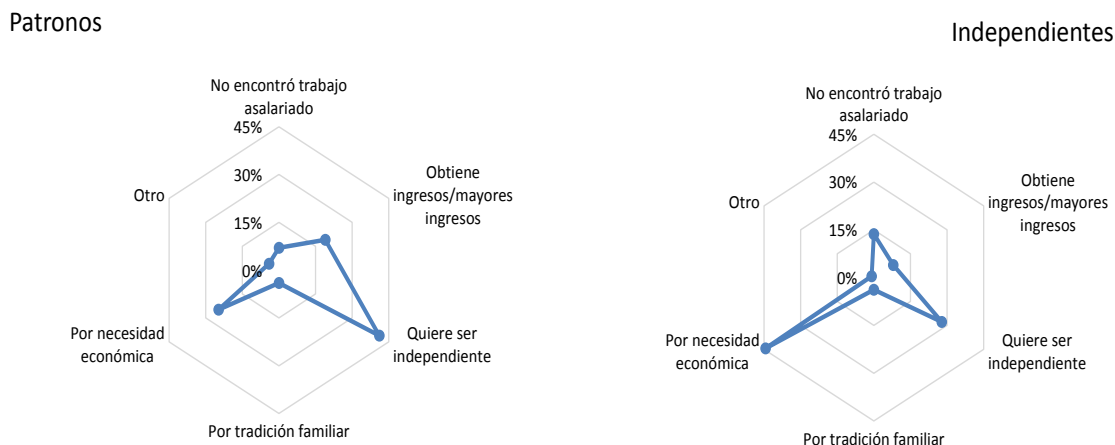 Patronos
No encontró trabajo
asalariado
45%
30%
15%
0%
Obtiene
ingresos/mayores
ingresos
Quiere ser
independiente
Por tradición familiar
Por necesidad
económica
Otro
Independientes
No encontró trabajo
asalariado
45%
30%
15%
0%
Obtiene
ingresos/mayores
ingresos
Quiere ser
independiente
Por tradición familiar
Por necesidad
económica
Otro